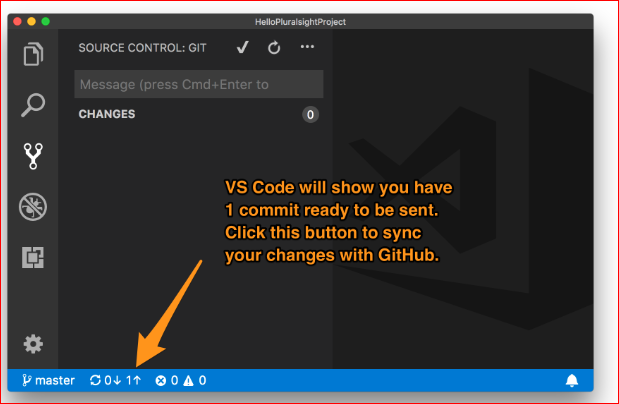 HelloPluralsightProject
SOURCE CONTROL: GIT
Message (press Cmd+Enter to
CHANGES 0
VS Code will show you have
1 commit ready to be sent.
Click this button to sync
your changes with GitHub.
master 0↓ 1↑ 0 0